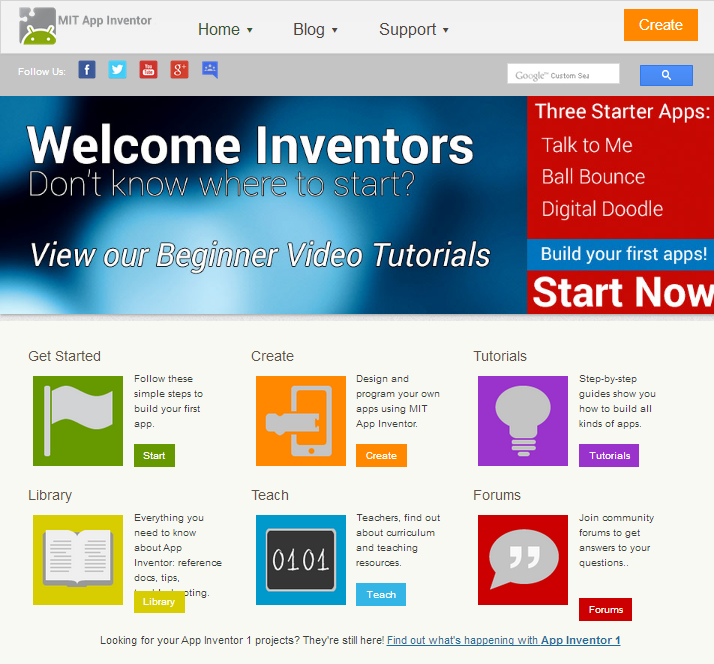 MIT App Inventor
Home
Blog
Support
Create
Follow Us:
f
You
Tube
g+
Google Custom Sea
Welcome Inventors
Don't know where to start?
View our Beginner Video Tutorials
Three Starter Apps:
Talk to Me
Ball Bounce
Digital Doodle
Build your first apps!
Start Now
Get Started
Follow these
simple steps to
build your first
app.
Start
Create
Design and
program your own
apps using MIT
App Inventor.
Create
Tutorials
Step-by-step
guides show you
how to build all
kinds of apps.
Tutorials
Library
Everything you
need to know
about App
Inventor: reference
docs, tips,
Library
Teach
0101
Teachers, find out
about curriculum
and teaching
resources.
Teach
Forums
Join community
forums to get
answers to your
questions..
Forums
Looking for your App Inventor 1 projects? They're still here! Find out what's happening with App Inventor 1